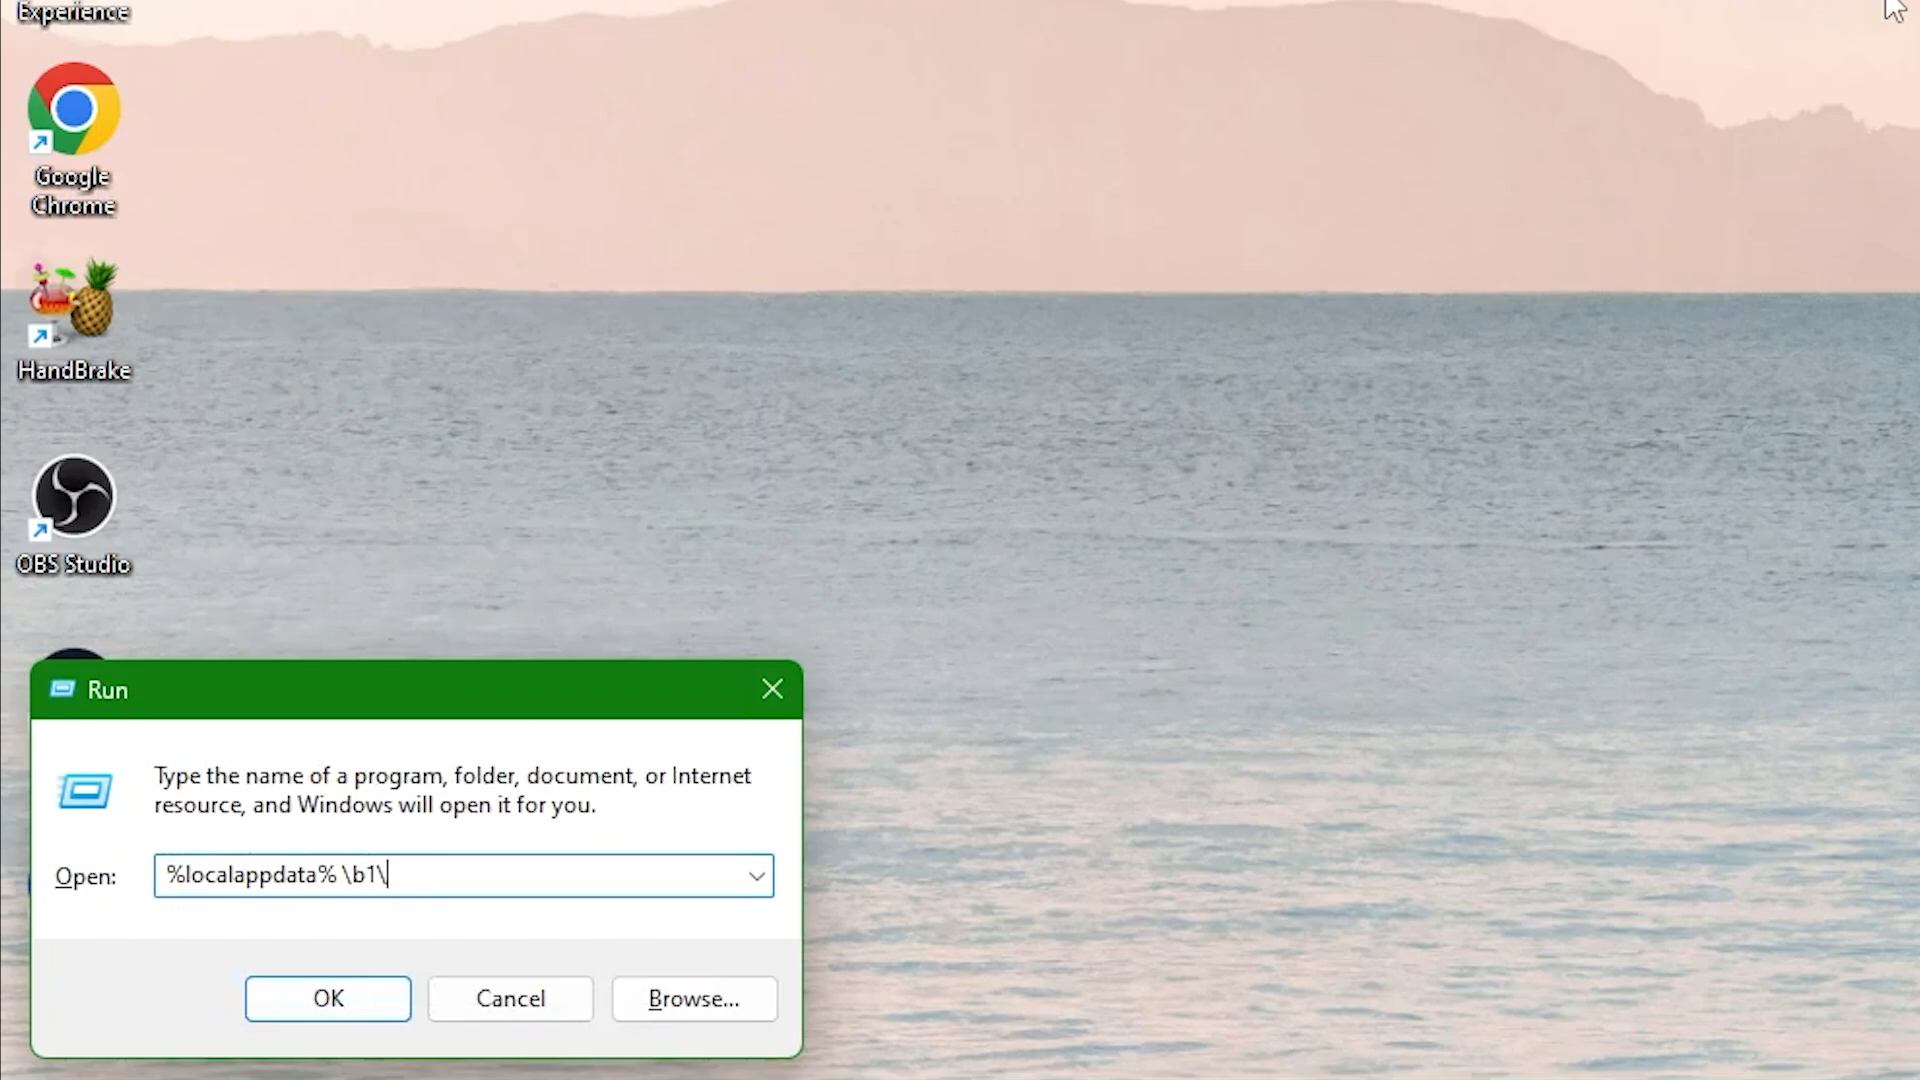 Experience
Google
Chrome
HandBrake
OBS Studio
Run
Type the name of a program, folder, document, or Internet
resource, and Windows will open it for you.
Open:
%localappdata% \b1\
OK
Cancel
Browse...